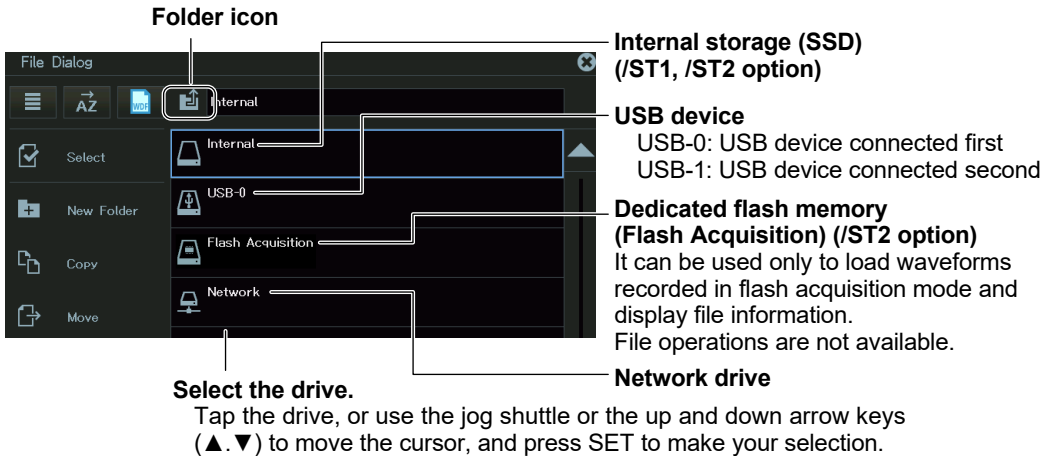 Folder icon
Internal storage (SSD)
(/ST1, /ST2 option)
File Dialog
AZ
WDF
Internal
USB device
USB-0: USB device connected first
USB-1: USB device connected second
Select
Internal
New Folder
USB-0
Dedicated flash memory
(Flash Acquisition) (/ST2 option)
It can be used only to load waveforms
recorded in flash acquisition mode and
display file information.
File operations are not available.
Copy
Flash Acquisition
Move
Network
Network drive
Select the drive.
Tap the drive, or use the jog shuttle or the up and down arrow keys
(▲.▼) to move the cursor, and press SET to make your selection.